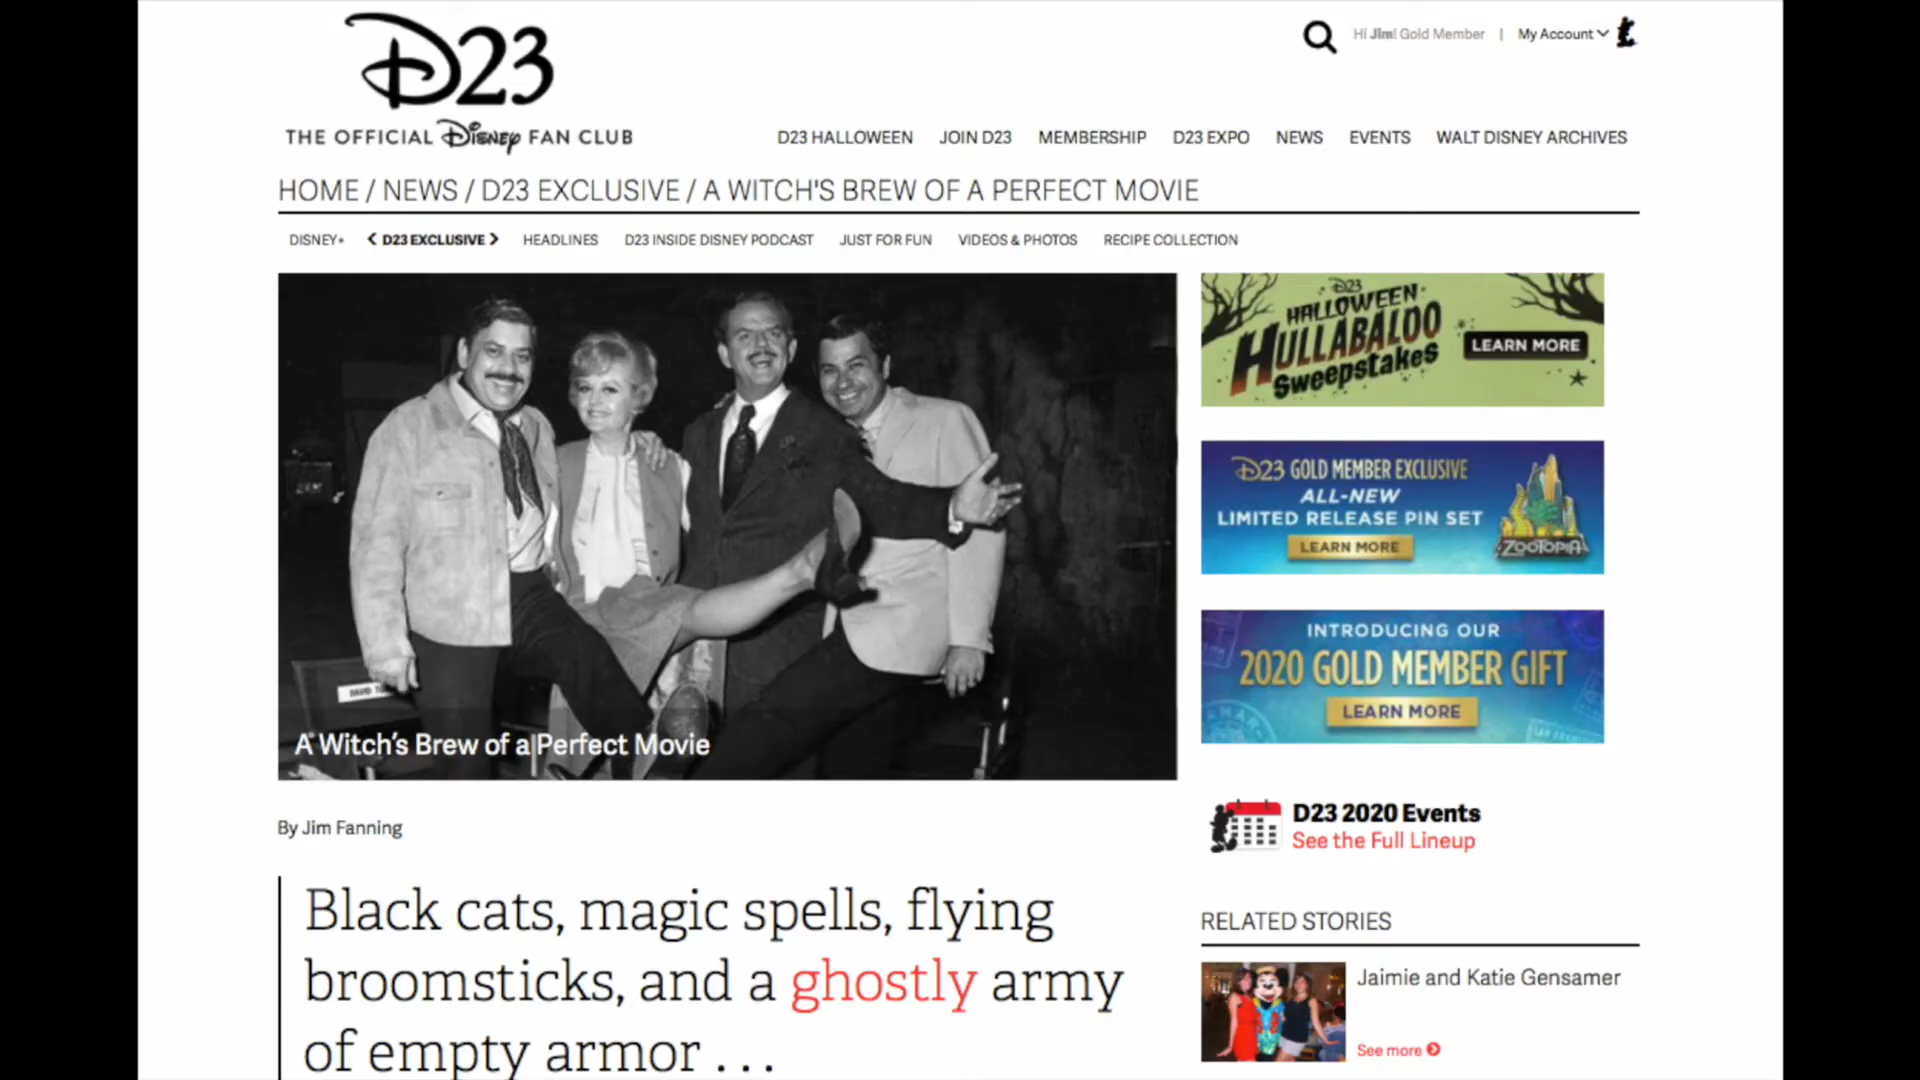 D23
THE OFFICIAL Disney FAN CLUB
Hi Jim! Gold Member | My Account
D23 HALLOWEEN JOIN D23 MEMBERSHIP D23 EXPO NEWS EVENTS WALT DISNEY ARCHIVES
HOME / NEWS / D23 EXCLUSIVE / A WITCH'S BREW OF A PERFECT MOVIE
DISNEY+ D23 EXCLUSIVE HEADLINES D23 INSIDE DISNEY PODCAST JUST FOR FUN VIDEOS & PHOTOS RECIPE COLLECTION
A Witch's Brew of a Perfect Movie
By Jim Fanning
Black cats, magic spells, flying
broomsticks, and a ghostly army
of empty armor . . .
D23
HALLOWEEN
HULLABALOO
Sweepstakes
LEARN MORE
D23 GOLD MEMBER EXCLUSIVE
ALL-NEW
LIMITED RELEASE PIN SET
LEARN MORE
ZOOTOPIA
INTRODUCING OUR
2020 GOLD MEMBER GIFT
LEARN MORE
D23 2020 Events
See the Full Lineup
RELATED STORIES
Jaimie and Katie Gensamer
See more